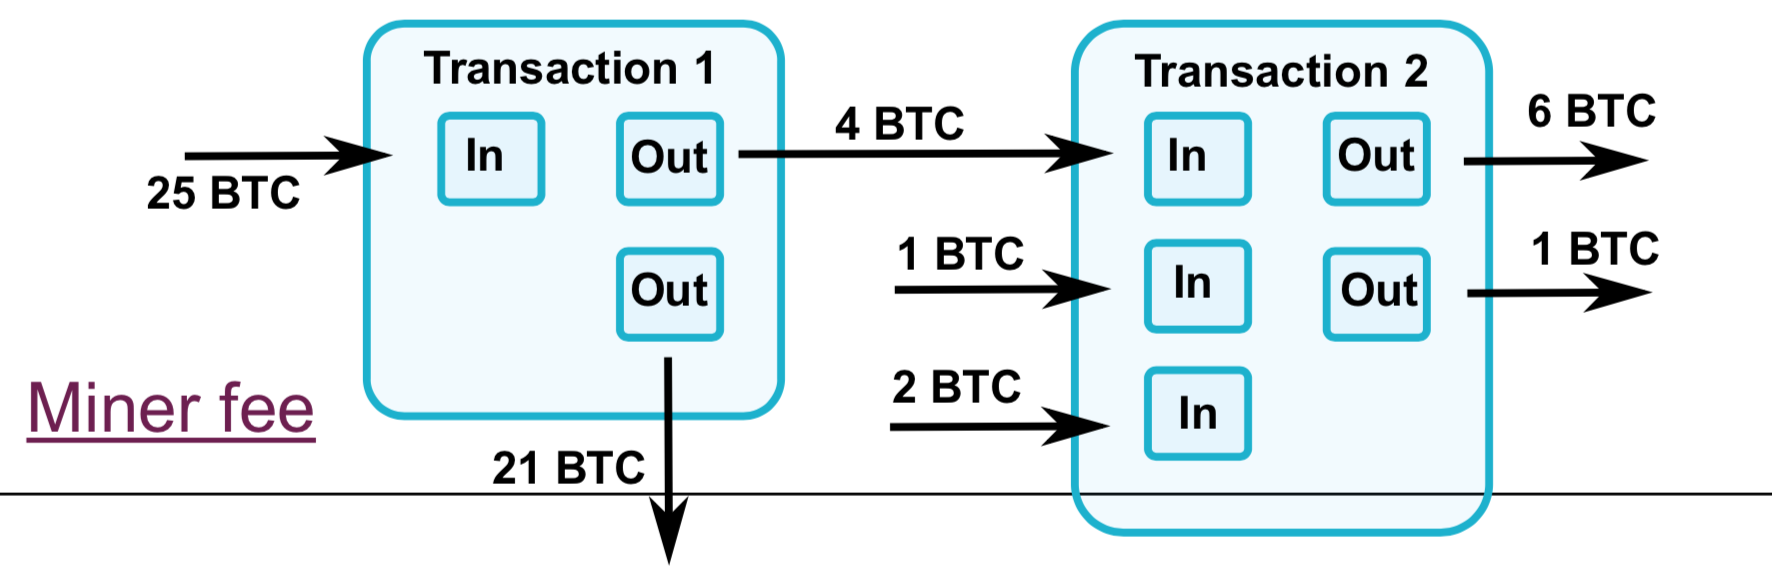 Transaction 1
In
Out
Out
25 BTC
4 BTC
21 BTC
Transaction 2
In
Out
In
Out
In
1 BTC
2 BTC
6 BTC
1 BTC
Miner fee